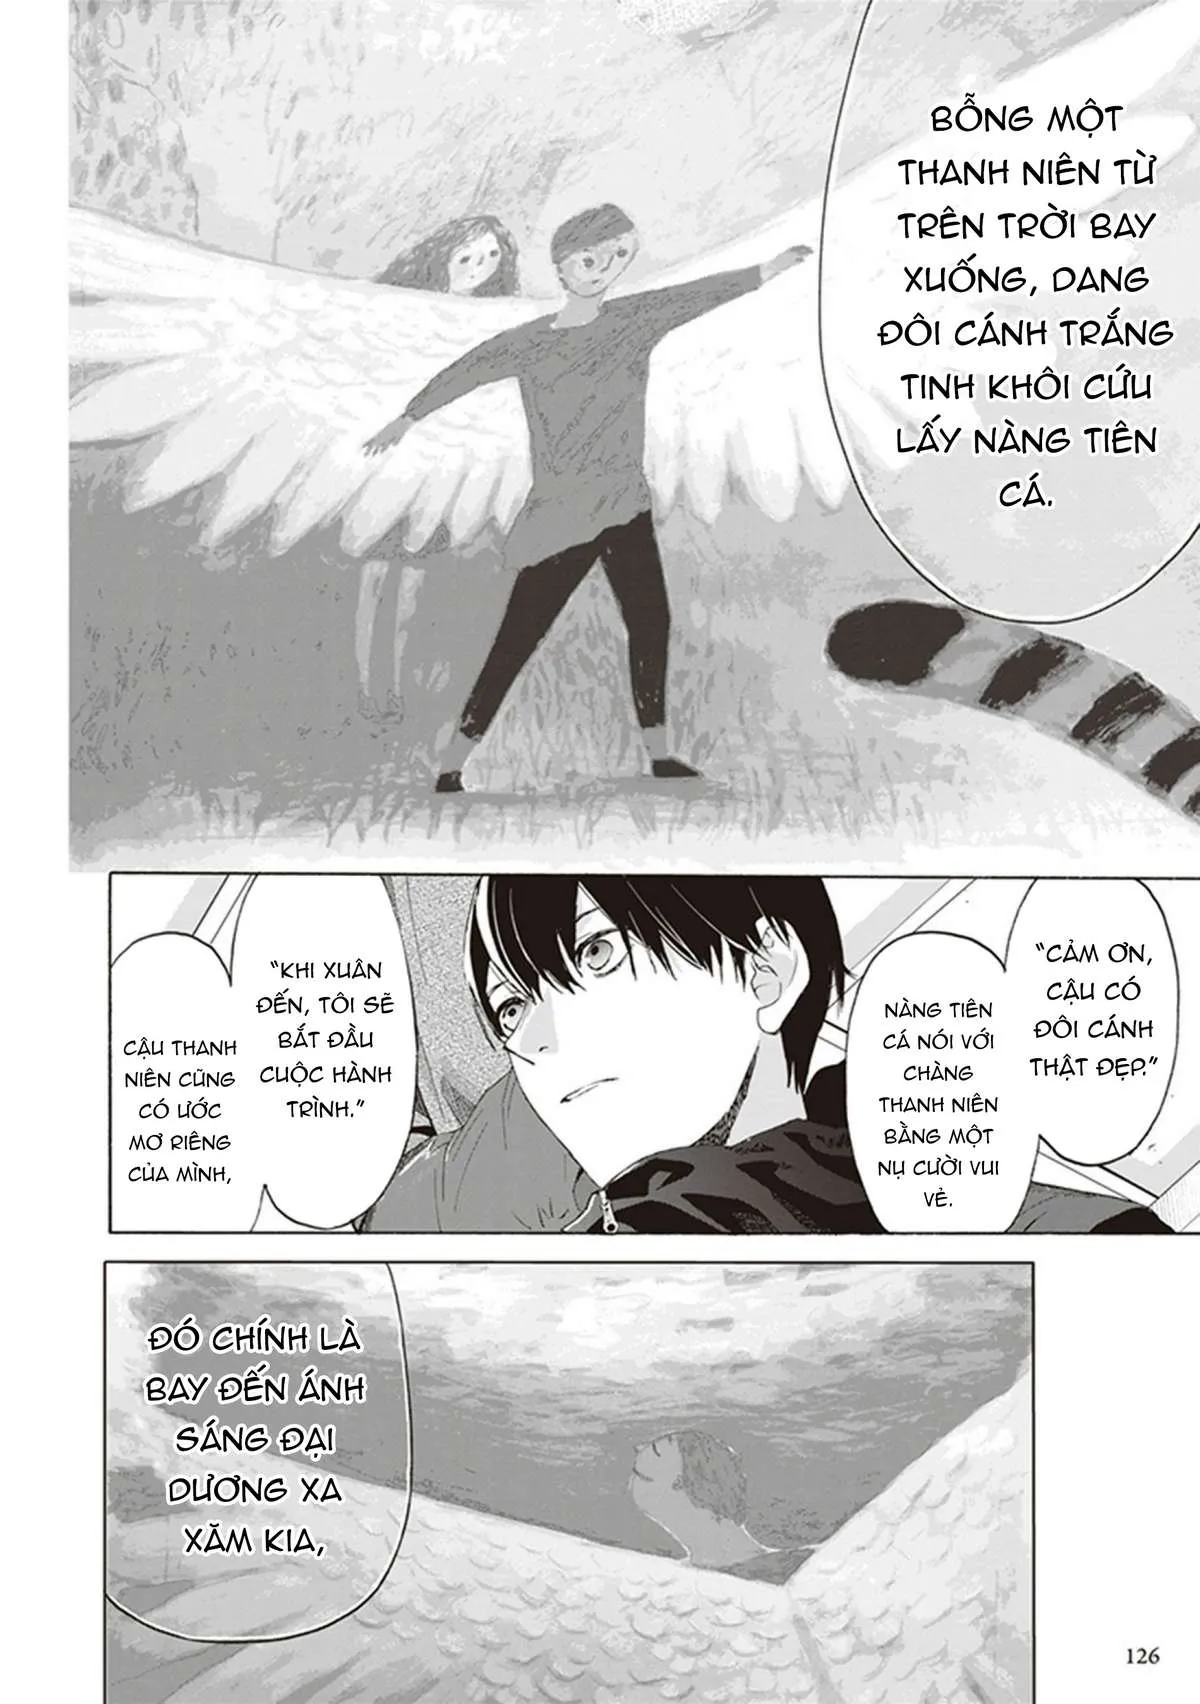 BỖNG MỘT
THANH NIÊN TỪ
TRÊN TRỜI BAY
XUỐNG, DANG
ĐÔI CÁNH TRẮNG
TINH KHÔI CỨU
LẤY NÀNG TIÊN
CÁ.
"CẢM ƠN,
CẬU CÓ
ĐÔI CÁNH
THẬT ĐẸP."
NÀNG TIÊN
CÁ NÓI VỚI
CHÀNG
THANH NIÊN
BẰNG MỘT
NỤ CƯỜI VUI
VẺ.
"KHI XUÂN
ĐẾN, TÔI SẼ
BẮT ĐẦU
CUỘC HÀNH
TRÌNH."
CẬU THANH
NIÊN CŨNG
CÓ ƯỚC
MƠ RIÊNG
CỦA MÌNH,
ĐÓ CHÍNH LÀ
BAY ĐẾN ÁNH
SÁNG ĐẠI
DƯƠNG XA
XĂM KIA,
126